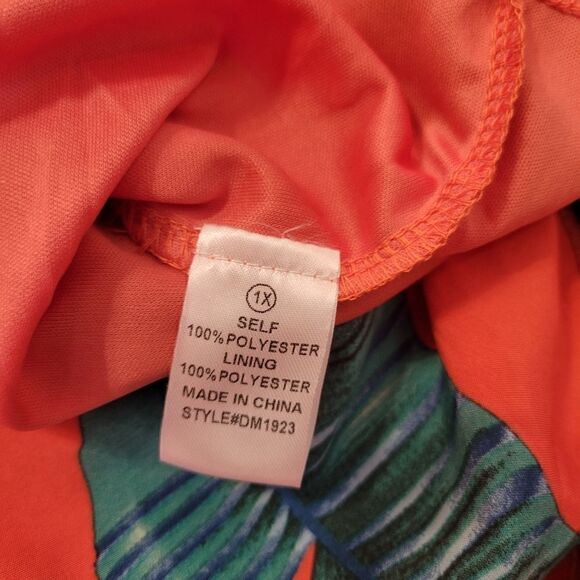 1X
SELF
100%POLYESTER
LINING
100%POLYESTER
MADE IN CHINA
STYLE#DM1923